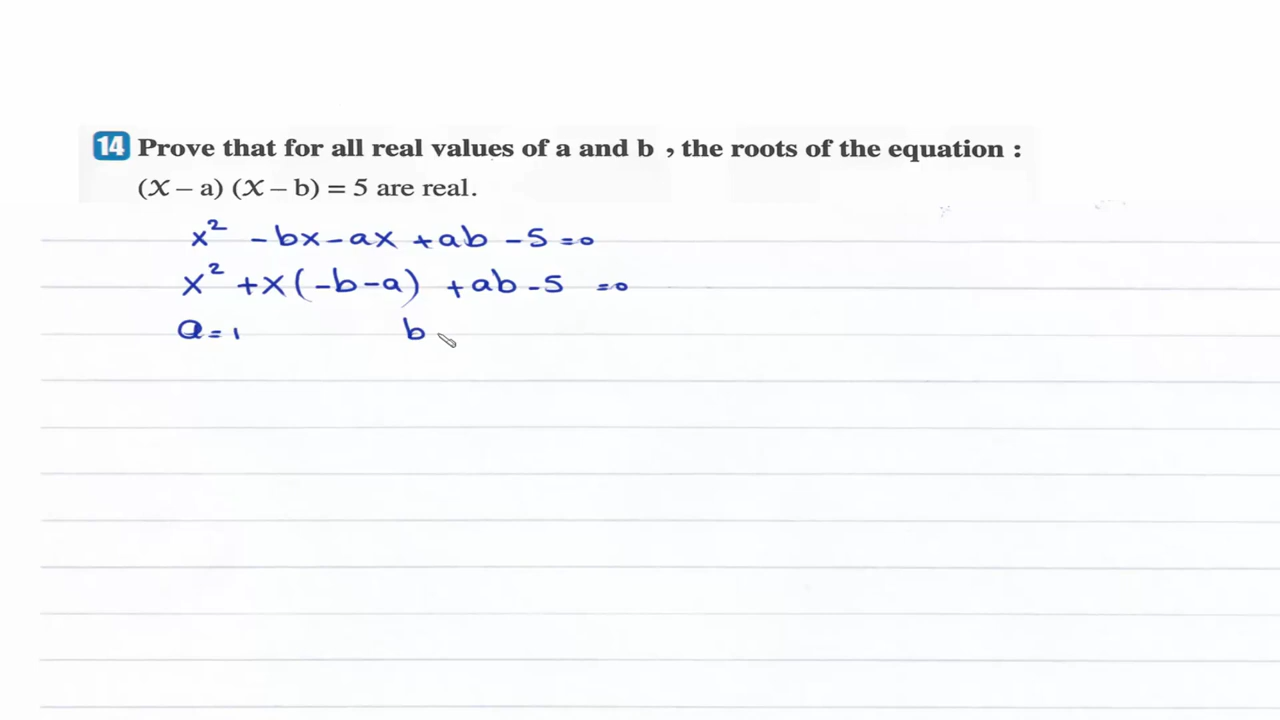 14 Prove that for all real values of a and b , the roots of the equation :
(X – a) (X – b) = 5 are real.
x² - bx - ax + ab - 5 = 0
x² + x(-b - a) + ab - 5 = 0
a = 1 b